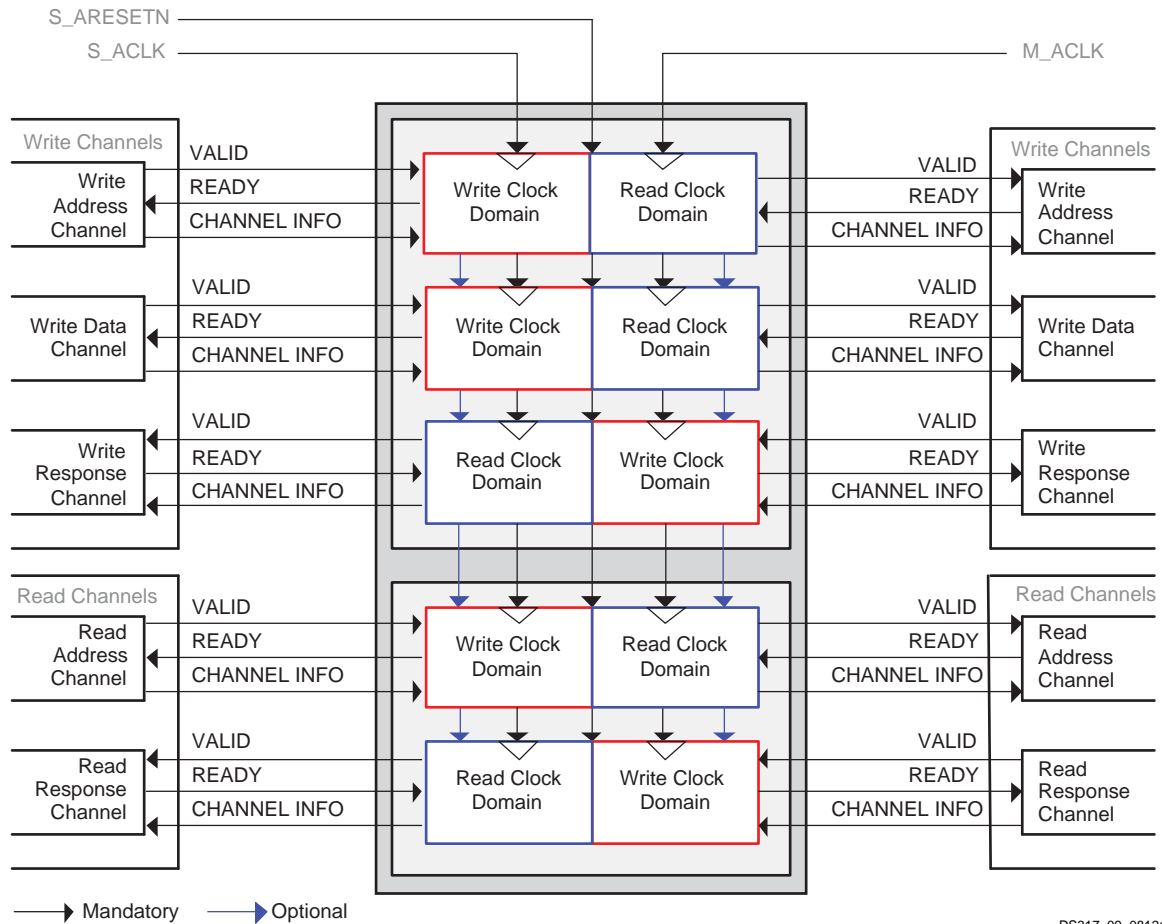 S_ARESETN
S_ACLK
M_ACLK
Write Channels
Write
Address
Channel
VALID
READY
CHANNEL INFO
Write Clock
Domain
Read Clock
Domain
VALID
READY
CHANNEL INFO
Write Channels
Write
Address
Channel
Write Data
Channel
VALID
READY
CHANNEL INFO
Write Clock
Domain
Read Clock
Domain
VALID
READY
CHANNEL INFO
Write Data
Channel
Write
Response
Channel
VALID
READY
CHANNEL INFO
Read Clock
Domain
Write Clock
Domain
VALID
READY
CHANNEL INFO
Write
Response
Channel
Read Channels
Read
Address
Channel
VALID
READY
CHANNEL INFO
Write Clock
Domain
Read Clock
Domain
VALID
READY
CHANNEL INFO
Read Channels
Read
Address
Channel
Read
Response
Channel
VALID
READY
CHANNEL INFO
Read Clock
Domain
Write Clock
Domain
VALID
READY
CHANNEL INFO
Read
Response
Channel
Mandatory
Optional